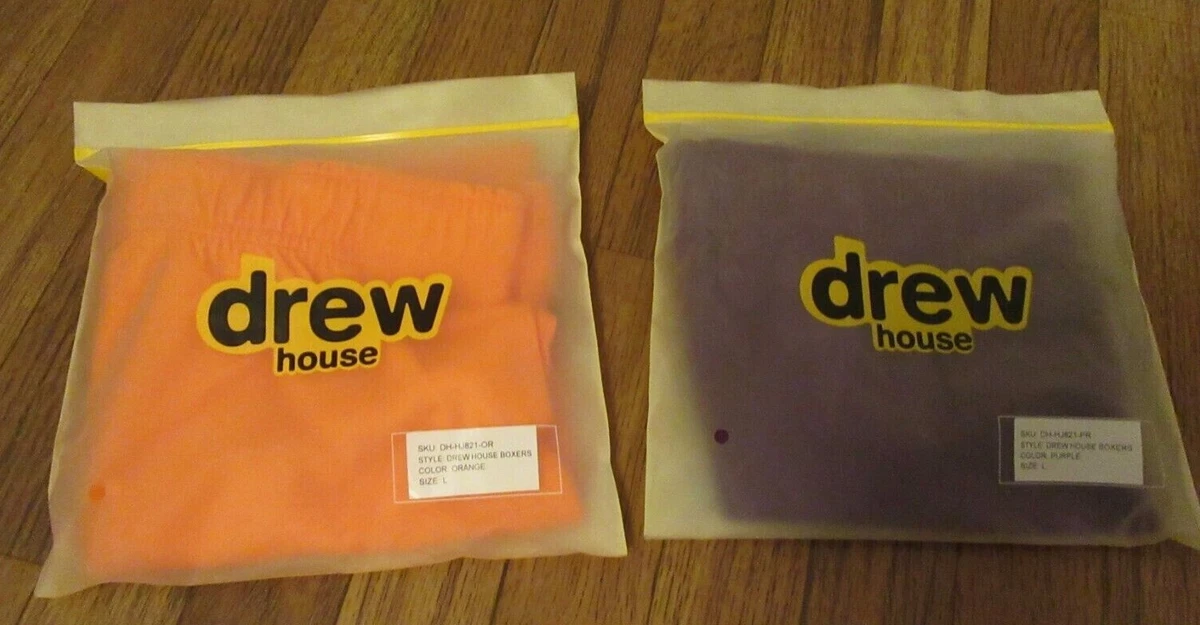 drew
house
SKU: DH-HJ821-OR
STYLE: DREW HOUSE BOXERS
COLOR: ORANGE
SIZE: L
drew
house
SKU: DH-HJ821-PR
STYLE: DREW HOUSE BOXERS
COLOR: PURPLE
SIZE: L